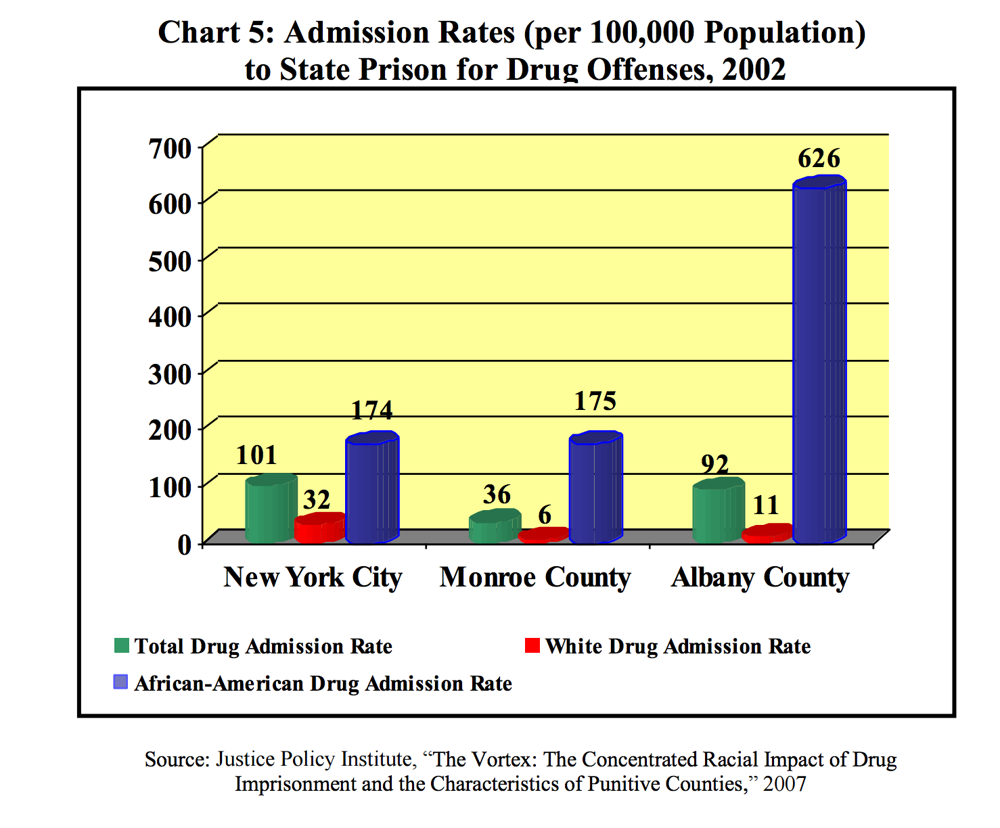 Chart 5: Admission Rates (per 100,000 Population)
to State Prison for Drug Offenses, 2002
700
600
500
400
300
200
100
0
101
32
174
36
6
175
92
11
626
New York City
Monroe County
Albany County
Total Drug Admission Rate
White Drug Admission Rate
African-American Drug Admission Rate
Source: Justice Policy Institute, “The Vortex: The Concentrated Racial Impact of Drug
Imprisonment and the Characteristics of Punitive Counties,” 2007